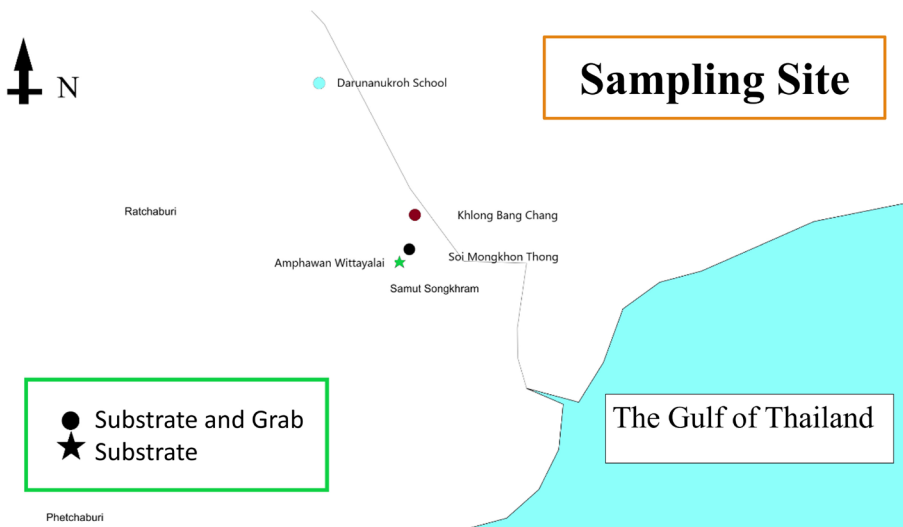 N
Sampling Site
Darunanukroh School
Ratchaburi
Khlong Bang Chang
Amphawan Wittayalai
Soi Mongkhon Thong
Samut Songkhram
Substrate and Grab
Substrate
The Gulf of Thailand
Phetchaburi